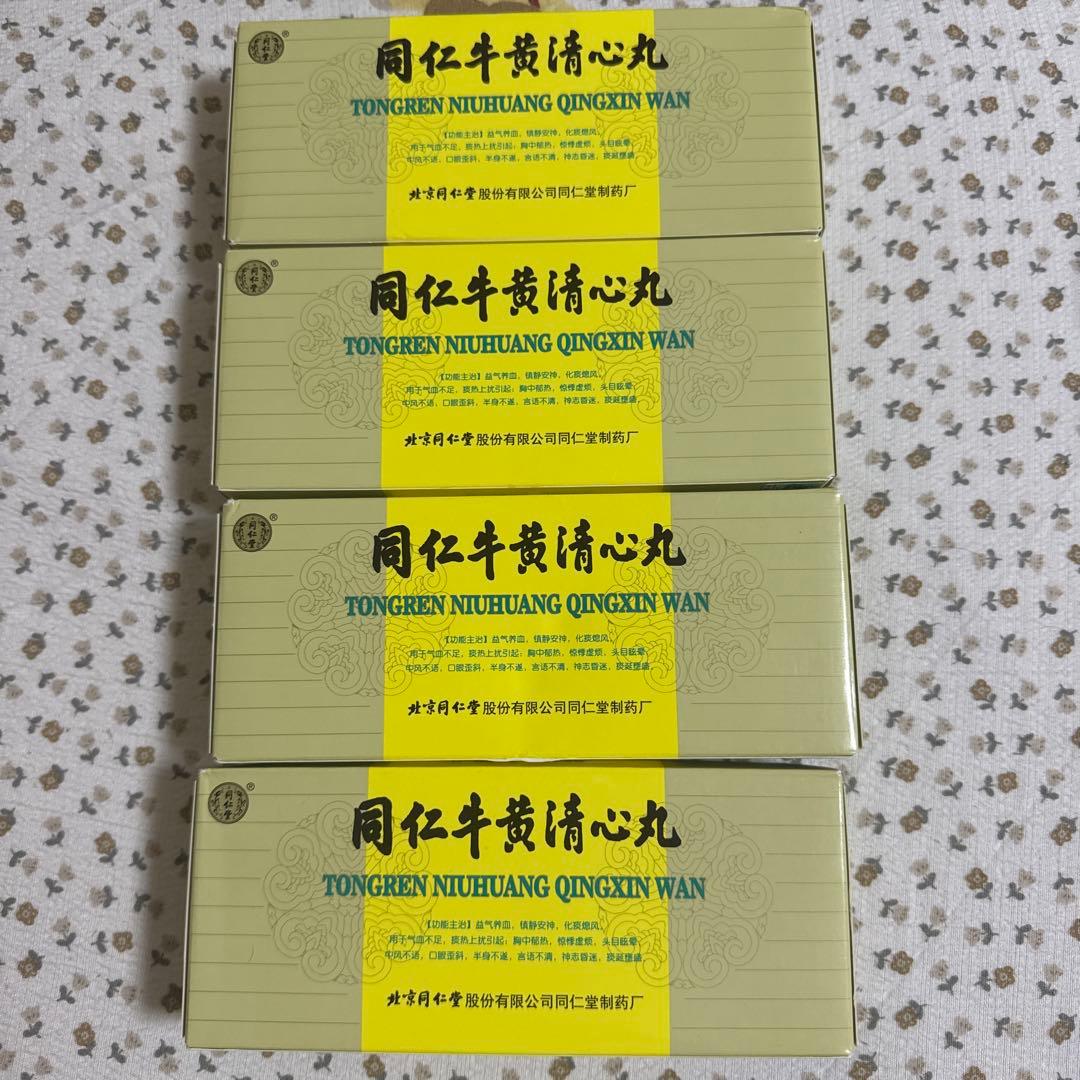 同仁堂®
同仁牛黄清心丸
TONGREN NIUHUANG QINGXIN WAN
【功能主治】益气养血，镇静安神，化痰熄风。
用于气血不足，痰热上扰引起：胸中郁热，惊悸虚烦，头目眩晕，
中风不语，口眼歪斜，半身不遂，言语不清，神志昏迷，痰涎壅盛。
北京同仁堂股份有限公司同仁堂制药厂
同仁堂®
同仁牛黄清心丸
TONGREN NIUHUANG QINGXIN WAN
【功能主治】益气养血，镇静安神，化痰熄风。
用于气血不足，痰热上扰引起：胸中郁热，惊悸虚烦，头目眩晕，
中风不语，口眼歪斜，半身不遂，言语不清，神志昏迷，痰涎壅盛。
北京同仁堂股份有限公司同仁堂制药厂
同仁堂®
同仁牛黄清心丸
TONGREN NIUHUANG QINGXIN WAN
【功能主治】益气养血，镇静安神，化痰熄风。
用于气血不足，痰热上扰引起：胸中郁热，惊悸虚烦，头目眩晕，
中风不语，口眼歪斜，半身不遂，言语不清，神志昏迷，痰涎壅盛。
北京同仁堂股份有限公司同仁堂制药厂
同仁堂®
同仁牛黄清心丸
TONGREN NIUHUANG QINGXIN WAN
【功能主治】益气养血，镇静安神，化痰熄风。
用于气血不足，痰热上扰引起：胸中郁热，惊悸虚烦，头目眩晕，
中风不语，口眼歪斜，半身不遂，言语不清，神志昏迷，痰涎壅盛。
北京同仁堂股份有限公司同仁堂制药厂